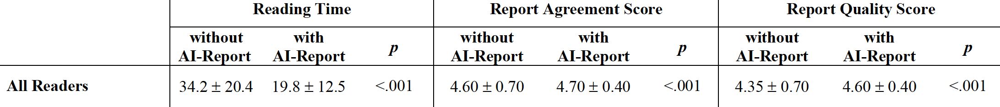 Reading Time Report Agreement Score Report Quality Score
without AI-Report with AI-Report p without AI-Report with AI-Report p without AI-Report with AI-Report p
All Readers 34.2 ± 20.4 19.8 ± 12.5 <.001 4.60 ± 0.70 4.70 ± 0.40 <.001 4.35 ± 0.70 4.60 ± 0.40 <.001